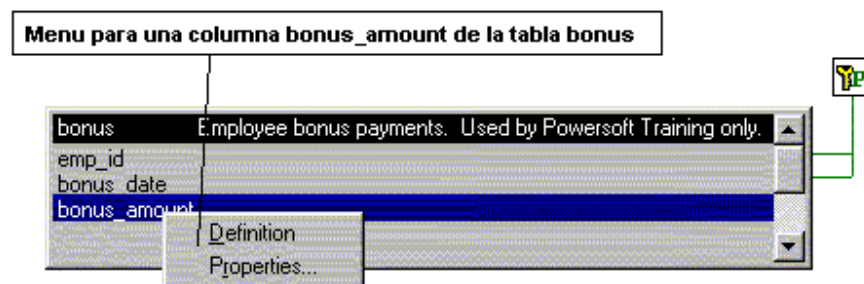 Menu para una columna bonus_amount de la tabla bonus
P
bonus Employee bonus payments. Used by Powersoft Training only.
emp_id
bonus_date
bonus_amount
Definition
Properties...